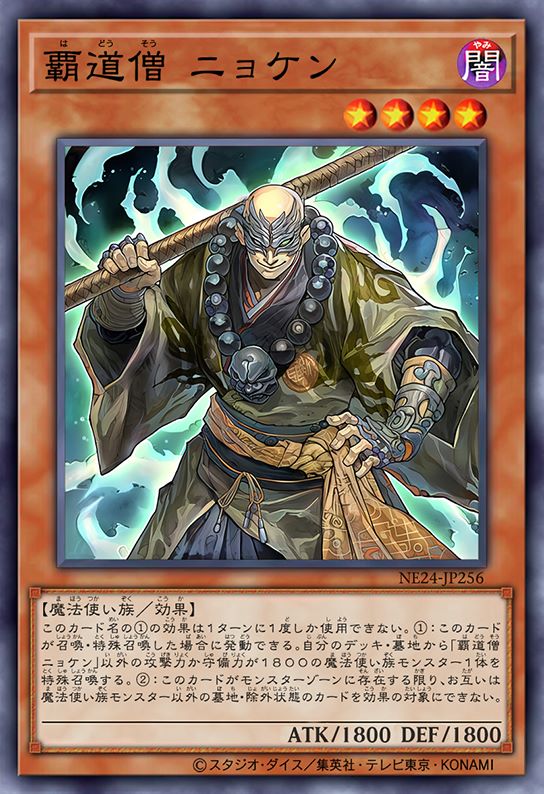 覇道僧 ニョケン
はどうそう
闇
やみ
NE24-JP256
【魔法使い族／効果】
このカード名の①の効果は1ターンに1度しか使用できない。①：このカード
が召喚・特殊召喚した場合に発動できる。自分のデッキ・墓地から「覇道僧
ニョケン」以外の攻撃力か守備力が1800の魔法使い族モンスター1体を
特殊召喚する。②：このカードがモンスターゾーンに存在する限り、お互いは
魔法使い族モンスター以外の墓地・除外状態のカードを効果の対象にできない。
ATK/1800 DEF/1800
©スタジオ・ダイス／集英社・テレビ東京・KONAMI